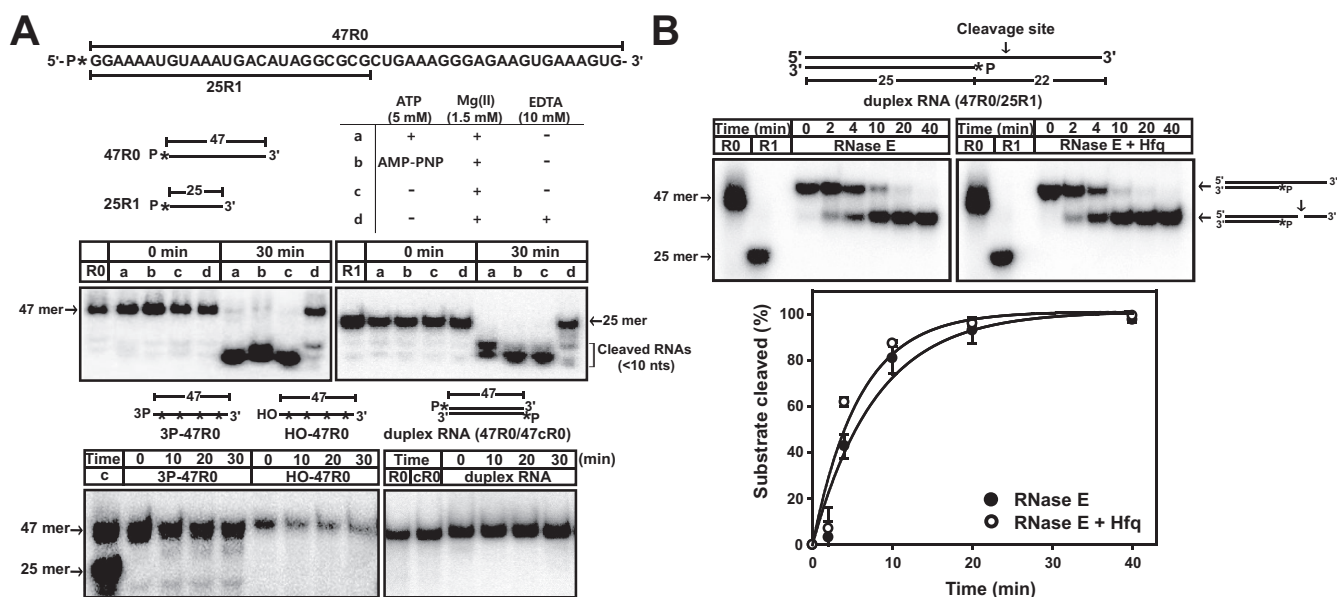 A
47R0
5'-P*GGAAAAUGUAAAUGACAUAGGCGCGCUGAAAGGGAGAAGUGAAAGUG- 3'
25R1
ATP (5 mM) Mg(II) (1.5 mM) EDTA (10 mM)
a + + -
b AMP-PNP + -
c - + -
d - + +
47
47R0 P* 3'
25
25R1 P* 3'
0 min 30 min
R0 a b c d a b c d
47 mer→
0 min 30 min
R1 a b c d a b c d
←25 mer
Cleaved RNAs
(<10 nts)
47
3P * * * * 3'
3P-47R0
47
HO * * * * 3'
HO-47R0
47
P* 3'
3' *P
duplex RNA (47R0/47cR0)
Time 0 10 20 30 0 10 20 30
c 3P-47R0 HO-47R0
Time 0 10 20 30 (min)
R0 cR0 duplex RNA
47 mer→
25 mer→
B
Cleavage site
↓
5' 3'
3' *P
25 22
duplex RNA (47R0/25R1)
Time (min) 0 2 4 10 20 40
R0 R1 RNase E
Time (min) 0 2 4 10 20 40
R0 R1 RNase E + Hfq
47 mer→
25 mer→
← 5' 3'
3' *P
↓
← 5' 3'
3' *P
Substrate cleaved (%)
100
80
60
40
20
0
RNase E
RNase E + Hfq
0 10 20 30 40
Time (min)